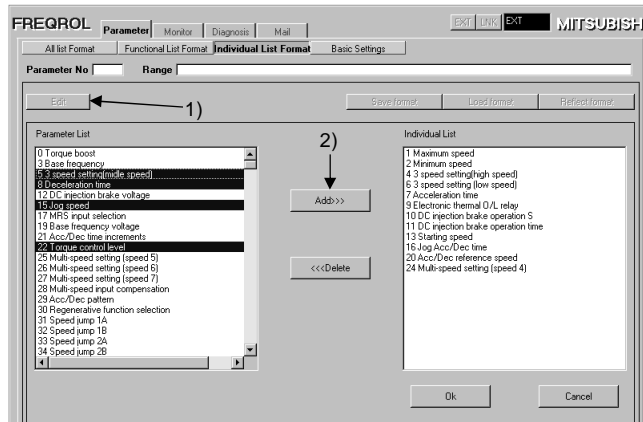 FREQROL Parameter Monitor Diagnosis Mail EXT LINK EXT MITSUBISHI
All list Format Functional List Format Individual List Format Basic Settings
Parameter No Range
Edit 1) Save format Load format Reflect format
Parameter List 2) Individual List
0 Torque boost
3 Base frequency
5 3 speed setting(midle speed)
8 Deceleration time
12 DC injection brake voltage
15 Jog speed
17 MRS input selection
19 Base frequency voltage
21 Acc/Dec time increments
22 Torque control level
25 Multi-speed setting (speed 5)
26 Multi-speed setting (speed 6)
27 Multi-speed setting (speed 7)
28 Multi-speed input compensation
29 Acc/Dec pattern
30 Regenerative function selection
31 Speed jump 1A
32 Speed jump 1B
33 Speed jump 2A
34 Speed jump 2B
Add>>>
<<<Delete
1 Maximum speed
2 Minimum speed
4 3 speed setting(high speed)
6 3 speed setting (low speed)
7 Acceleration time
9 Electronic thermal O/L relay
10 DC injection brake operation S
11 DC injection brake operation time
13 Starting speed
16 Jog Acc/Dec time
20 Acc/Dec reference speed
24 Multi-speed setting (speed 4)
Ok Cancel